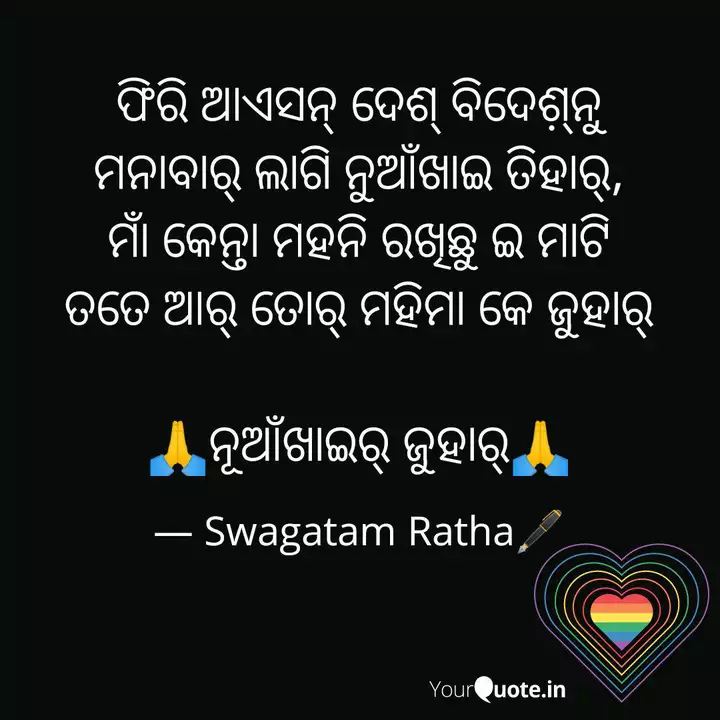 ଫିରି ଆଏସନ୍ ଦେଶ୍ ବିଦେଶ଼୍ନୁ
ମନାବାର୍ ଲାଗି ନୁଆଁଖାଇ ତିହାର୍,
ମାଁ କେନ୍ତା ମହନି ରଖିଛୁ ଇ ମାଟି
ତତେ ଆର୍ ତୋର୍ ମହିମା କେ ଜୁହାର୍
🙏ନୂଆଁଖାଇର୍ ଜୁହାର୍🙏
— Swagatam Ratha🖋️
YourQuote.in